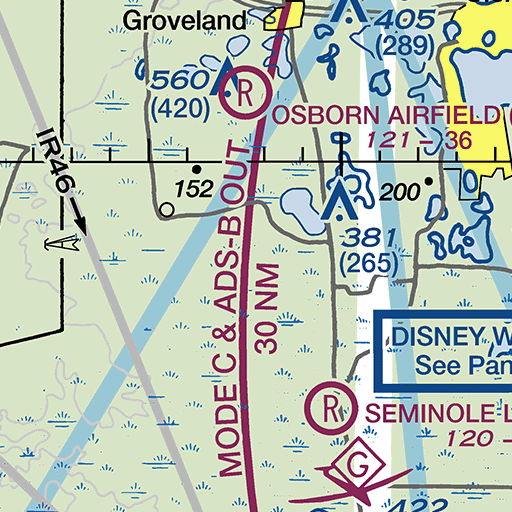 Groveland
405
(289)
560
(420)
R
OSBORN AIRFIELD (
121 – 36
IR46
152
200
381
(265)
MODE C & ADS-B OUT
30 NM
DISNEY W
See Pan
R
SEMINOLE-L
120 –
G
422